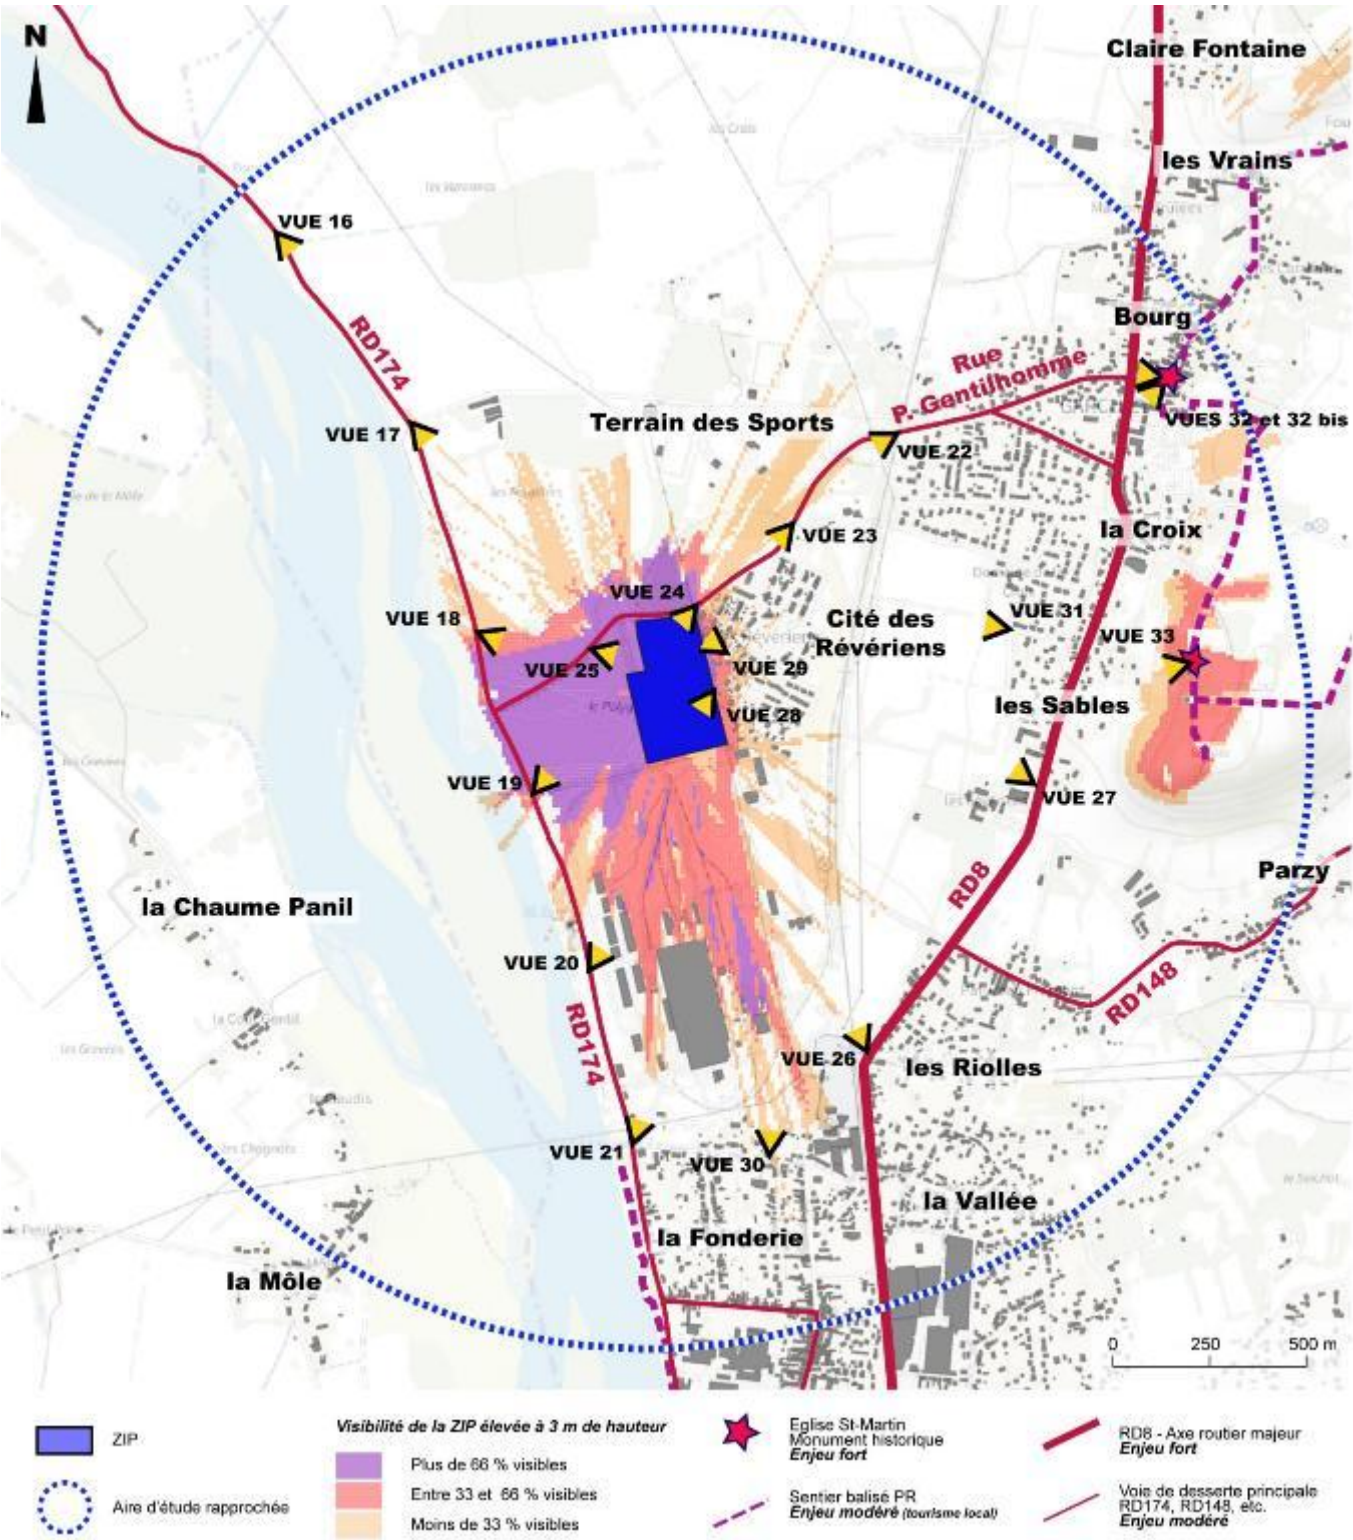 N
Claire Fontaine
les Crais
les Vrains
les Varennes
VUE 16
Bourg
RD174
Rue
P. Gentilhomme
Terrain des Sports
VUE 17
VUES 32 et 32 bis
VUE 22
la Croix
VUE 23
VUE 24
VUE 18
Cité des
Révériens
VUE 31
VUE 33
VUE 25
VUE 29
les Sables
VUE 28
VUE 19
VUE 27
Parzy
la Chaume Panil
RD8
VUE 20
RD148
RD174
VUE 26
les Riolles
VUE 21
VUE 30
la Vallée
la Fonderie
la Môle
0 250 500 m
ZIP
Aire d'étude rapprochée
Visibilité de la ZIP élevée à 3 m de hauteur
Plus de 66 % visibles
Entre 33 et 66 % visibles
Moins de 33 % visibles
Eglise St-Martin
Monument historique
Enjeu fort
Sentier balisé PR
Enjeu modéré (tourisme local)
RD8 - Axe routier majeur
Enjeu fort
Voie de desserte principale
RD174, RD148, etc.
Enjeu modéré